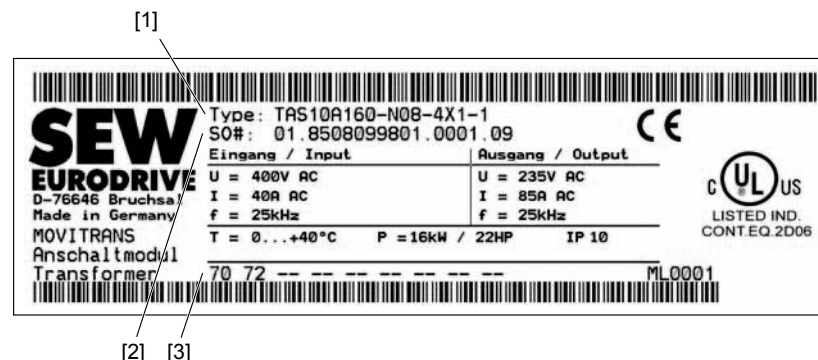 [1]
Type: TAS10A160-N08-4X1-1
SO#: 01.8508099801.0001.09
CE
SEW
EURODRIVE
D-76646 Bruchsal
Made in Germany
MOVITRANS
Anschaltmodul
Transformer
Eingang / Input
U = 400V AC
I = 40A AC
f = 25kHz
Ausgang / Output
U = 235V AC
I = 85A AC
f = 25kHz
T = 0...+40°C P =16kW / 22HP IP 10
70 72 -- -- -- -- -- -- -- -- ML0001
C UL US
LISTED IND.
CONT.EQ.2D06
[2] [3]